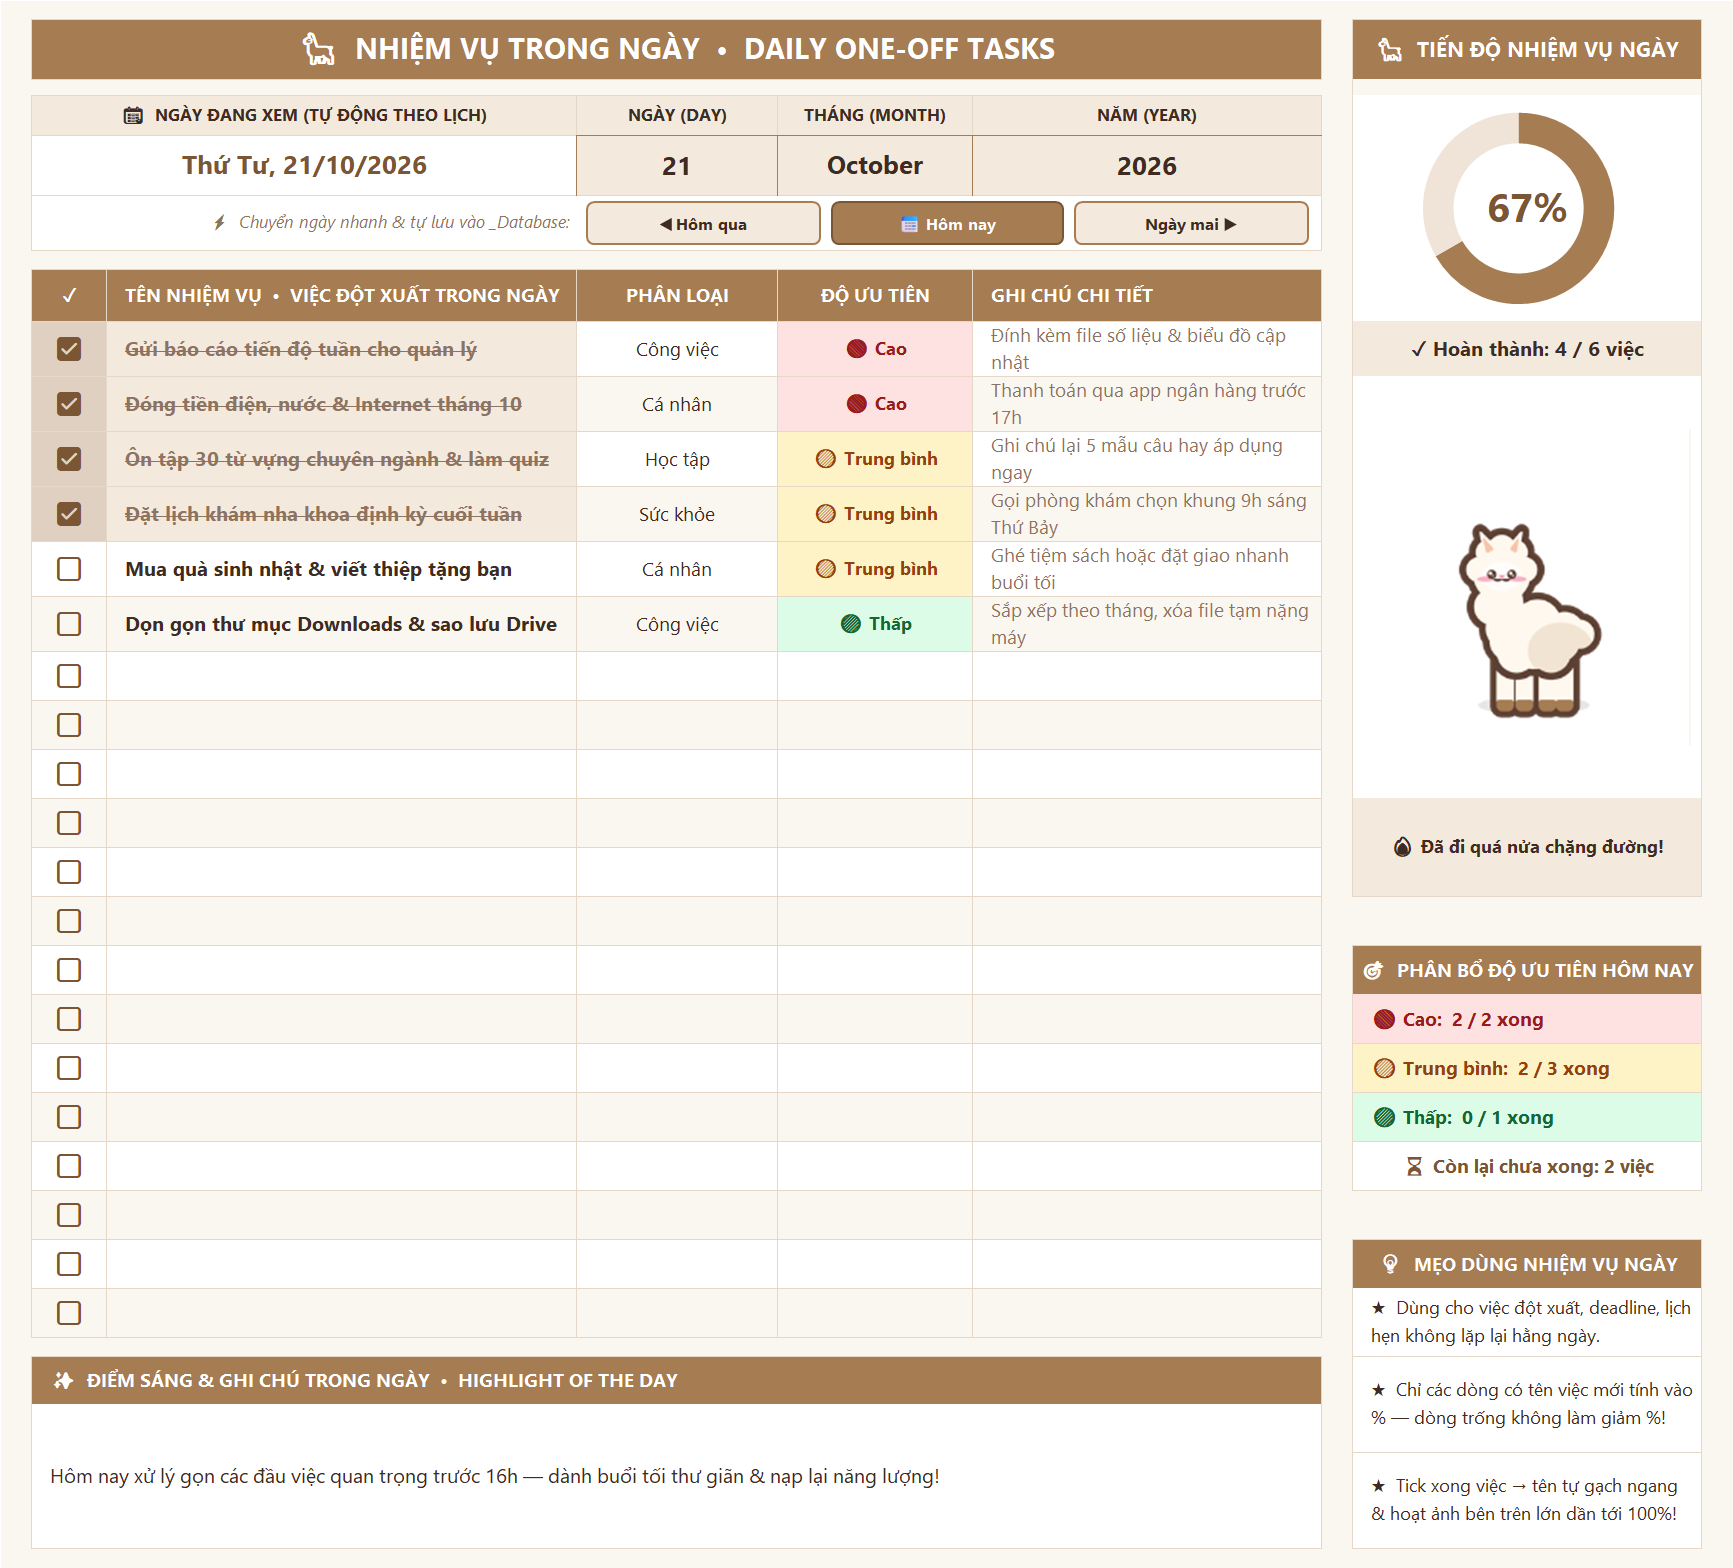 NHIỆM VỤ TRONG NGÀY • DAILY ONE-OFF TASKS
NGÀY ĐANG XEM (TỰ ĐỘNG THEO LỊCH)
NGÀY (DAY)
THÁNG (MONTH)
NĂM (YEAR)
Thứ Tư, 21/10/2026
21
October
2026
Chuyển ngày nhanh & tự lưu vào _Database:
◀ Hôm qua
Hôm nay
Ngày mai ▶
✓
TÊN NHIỆM VỤ • VIỆC ĐỘT XUẤT TRONG NGÀY
PHÂN LOẠI
ĐỘ ƯU TIÊN
GHI CHÚ CHI TIẾT
Gửi báo cáo tiến độ tuần cho quản lý
Công việc
Cao
Đính kèm file số liệu & biểu đồ cập
nhật
Đóng tiền điện, nước & Internet tháng 10
Cá nhân
Cao
Thanh toán qua app ngân hàng trước
17h
Ôn tập 30 từ vựng chuyên ngành & làm quiz
Học tập
Trung bình
Ghi chú lại 5 mẫu câu hay áp dụng
ngay
Đặt lịch khám nha khoa định kỳ cuối tuần
Sức khỏe
Trung bình
Gọi phòng khám chọn khung 9h sáng
Thứ Bảy
Mua quà sinh nhật & viết thiệp tặng bạn
Cá nhân
Trung bình
Ghé tiệm sách hoặc đặt giao nhanh
buổi tối
Dọn gọn thư mục Downloads & sao lưu Drive
Công việc
Thấp
Sắp xếp theo tháng, xóa file tạm nặng
máy
ĐIỂM SÁNG & GHI CHÚ TRONG NGÀY • HIGHLIGHT OF THE DAY
Hôm nay xử lý gọn các đầu việc quan trọng trước 16h — dành buổi tối thư giãn & nạp lại năng lượng!
TIẾN ĐỘ NHIỆM VỤ NGÀY
67%
✓ Hoàn thành: 4 / 6 việc
Đã đi quá nửa chặng đường!
PHÂN BỔ ĐỘ ƯU TIÊN HÔM NAY
Cao: 2 / 2 xong
Trung bình: 2 / 3 xong
Thấp: 0 / 1 xong
Còn lại chưa xong: 2 việc
MẸO DÙNG NHIỆM VỤ NGÀY
★ Dùng cho việc đột xuất, deadline, lịch
hẹn không lặp lại hằng ngày.
★ Chỉ các dòng có tên việc mới tính vào
% — dòng trống không làm giảm %!
★ Tick xong việc → tên tự gạch ngang
& hoạt ảnh bên trên lớn dần tới 100%!